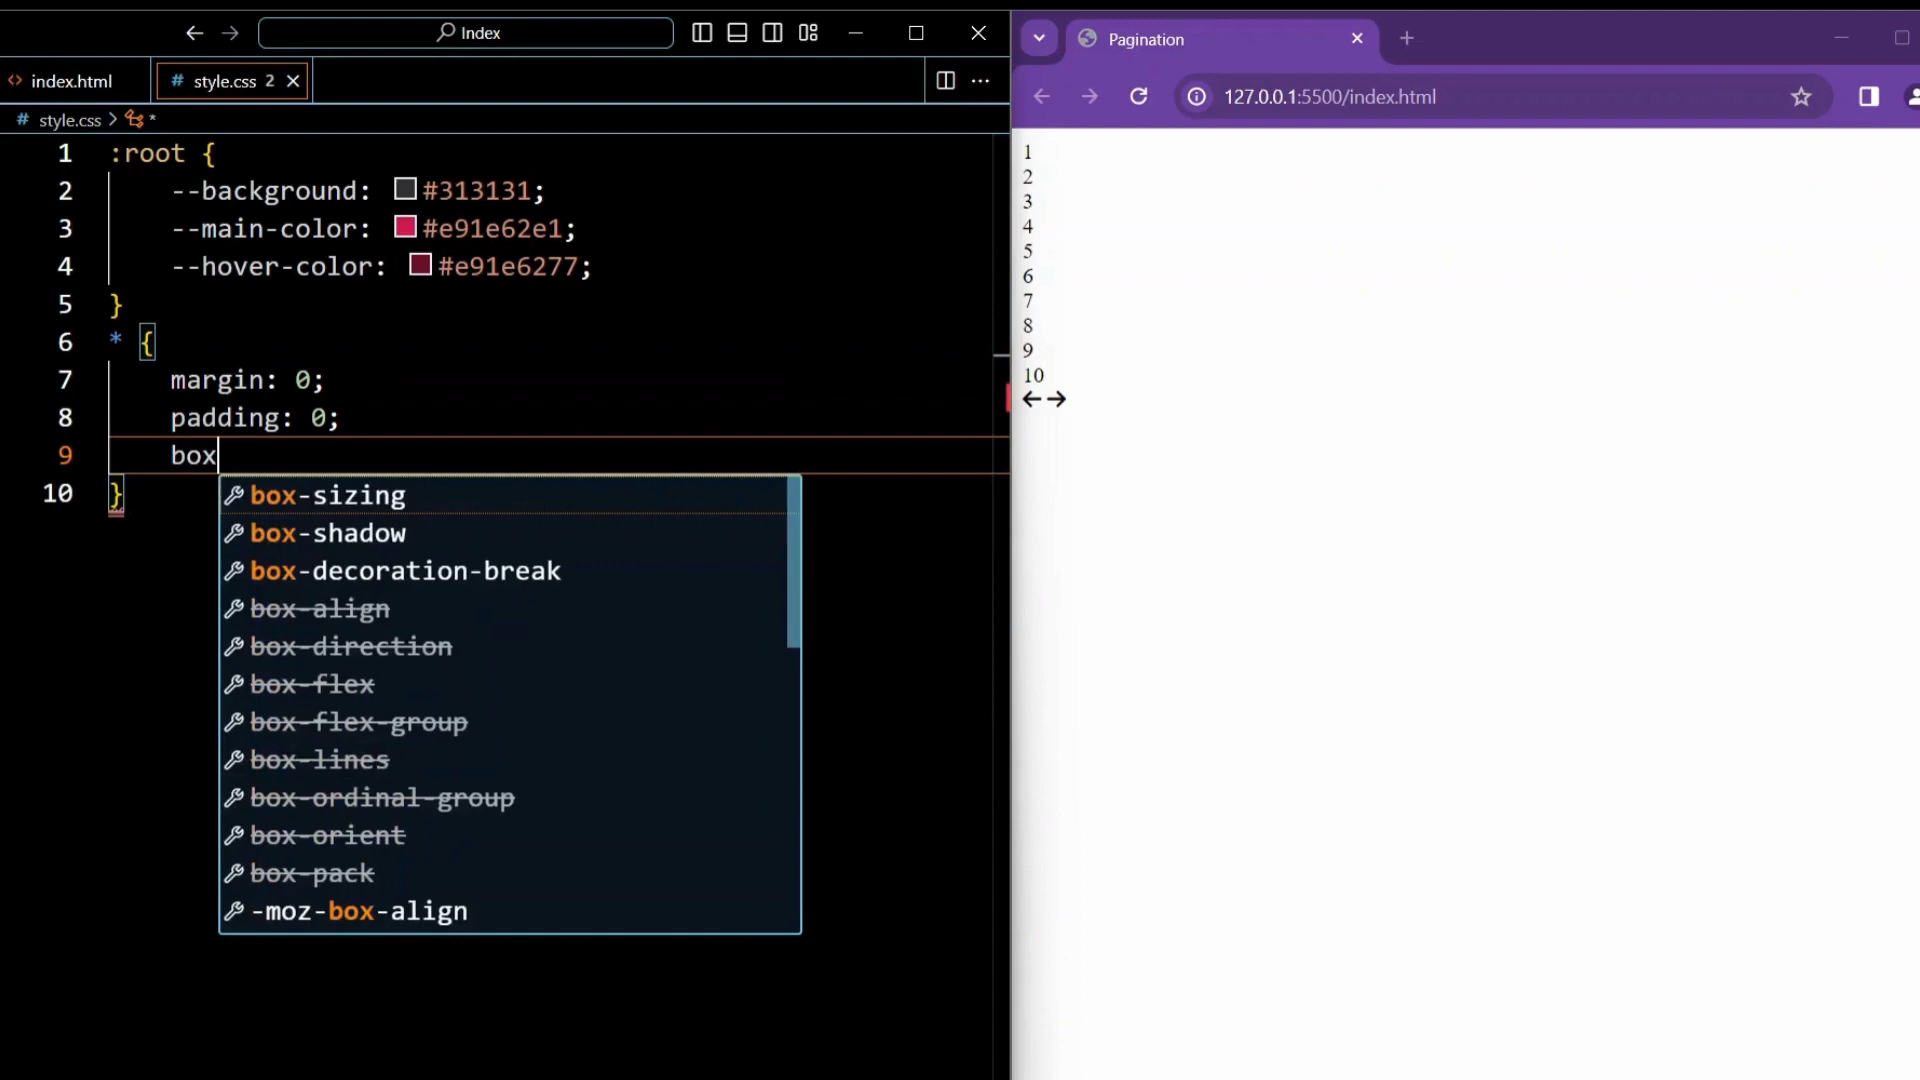 Index
index.html
style.css 2
style.css > *
1 :root {
2 --background: #313131;
3 --main-color: #e91e62e1;
4 --hover-color: #e91e6277;
5 }
6 * {
7 margin: 0;
8 padding: 0;
9 box
10 }
box-sizing
box-shadow
box-decoration-break
box-align
box-direction
box-flex
box-flex-group
box-lines
box-ordinal-group
box-orient
box-pack
-moz-box-align
Pagination
127.0.0.1:5500/index.html
1
2
3
4
5
6
7
8
9
10